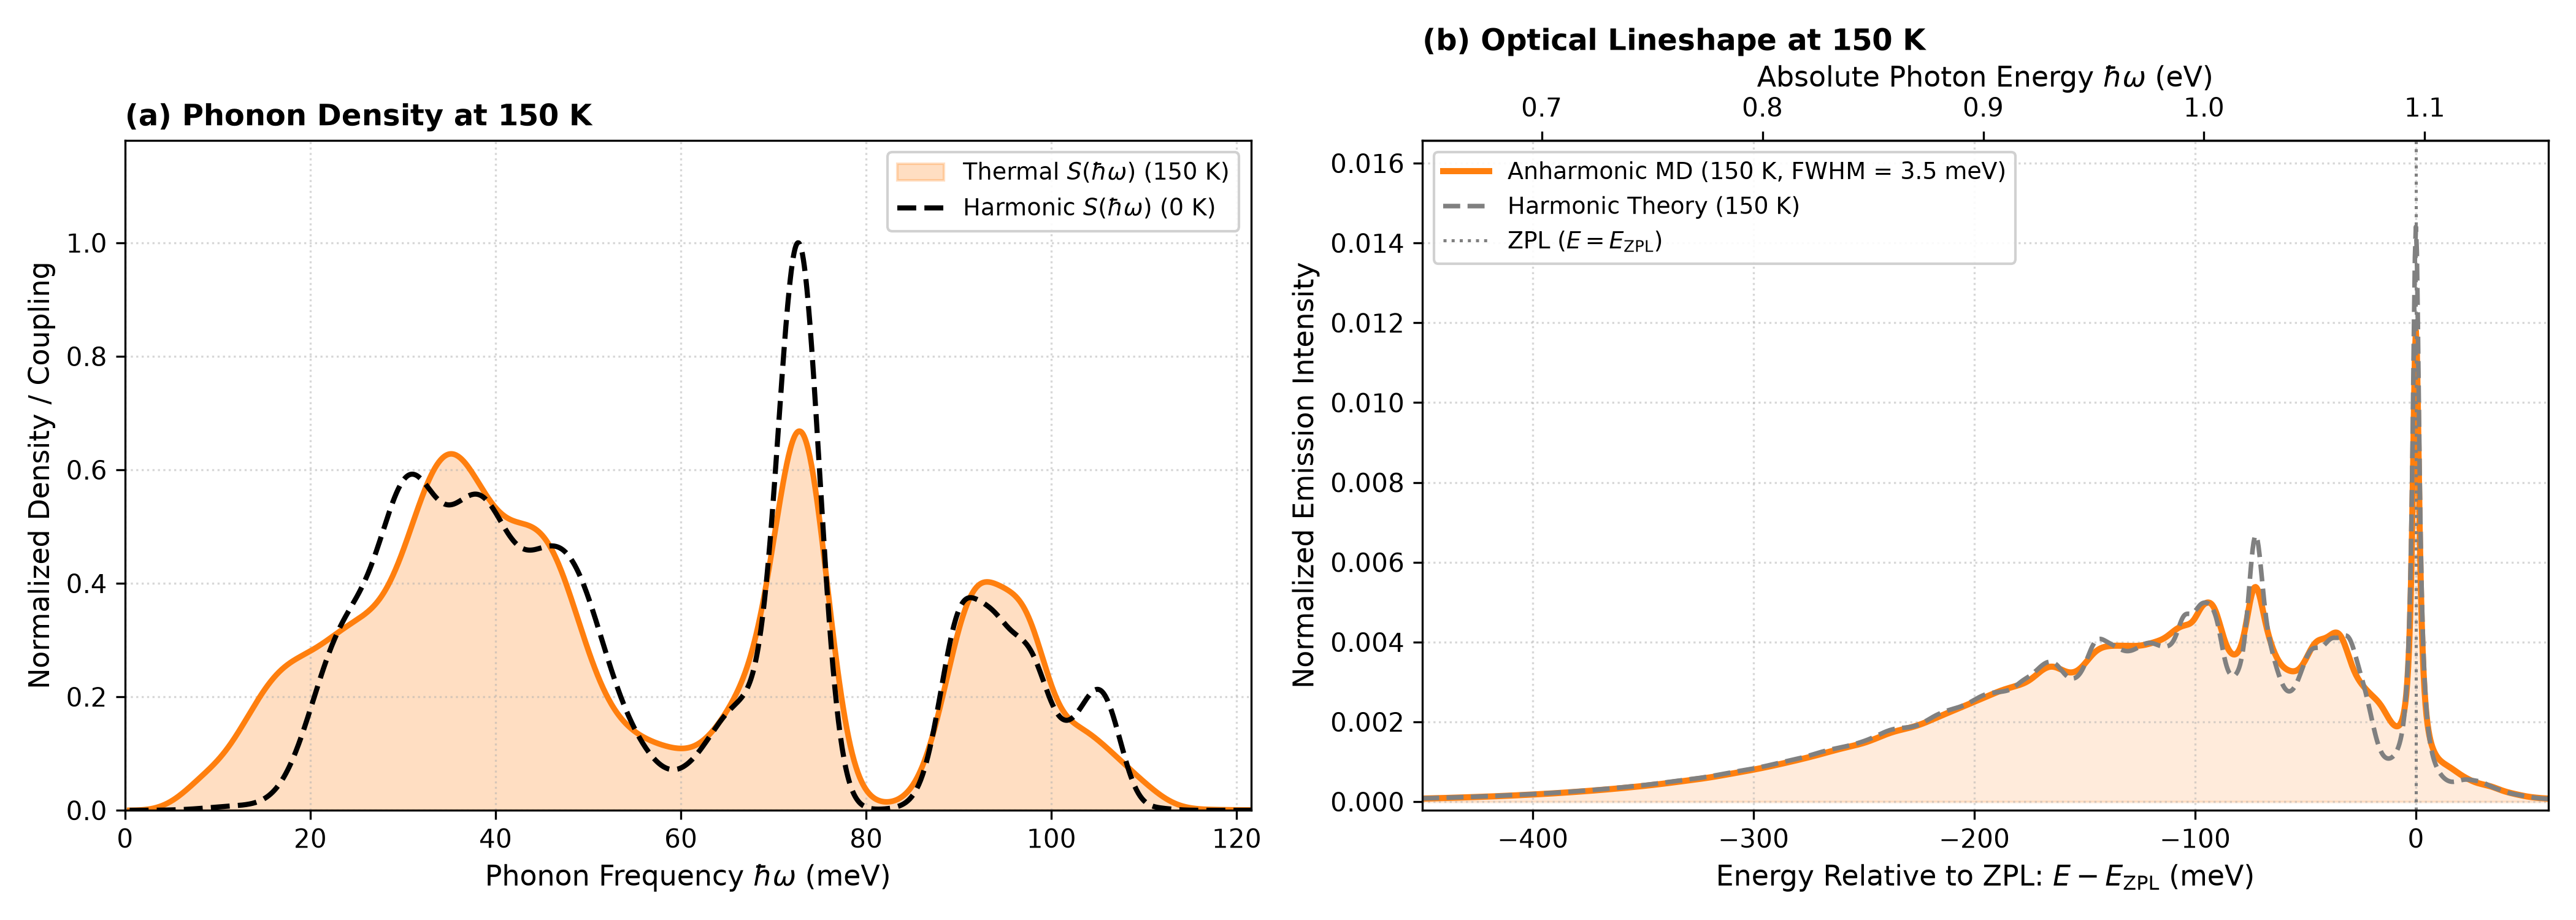 (a) Phonon Density at 150 K
Normalized Density / Coupling
1.0
0.8
0.6
0.4
0.2
0.0
Thermal S(ħω) (150 K)
Harmonic S(ħω) (0 K)
0 20 40 60 80 100 120
Phonon Frequency ħω (meV)
(b) Optical Lineshape at 150 K
Absolute Photon Energy ħω (eV)
0.7 0.8 0.9 1.0 1.1
Normalized Emission Intensity
0.016
0.014
0.012
0.010
0.008
0.006
0.004
0.002
0.000
Anharmonic MD (150 K, FWHM = 3.5 meV)
Harmonic Theory (150 K)
ZPL (E = E_ZPL)
−400 −300 −200 −100 0
Energy Relative to ZPL: E − E_ZPL (meV)